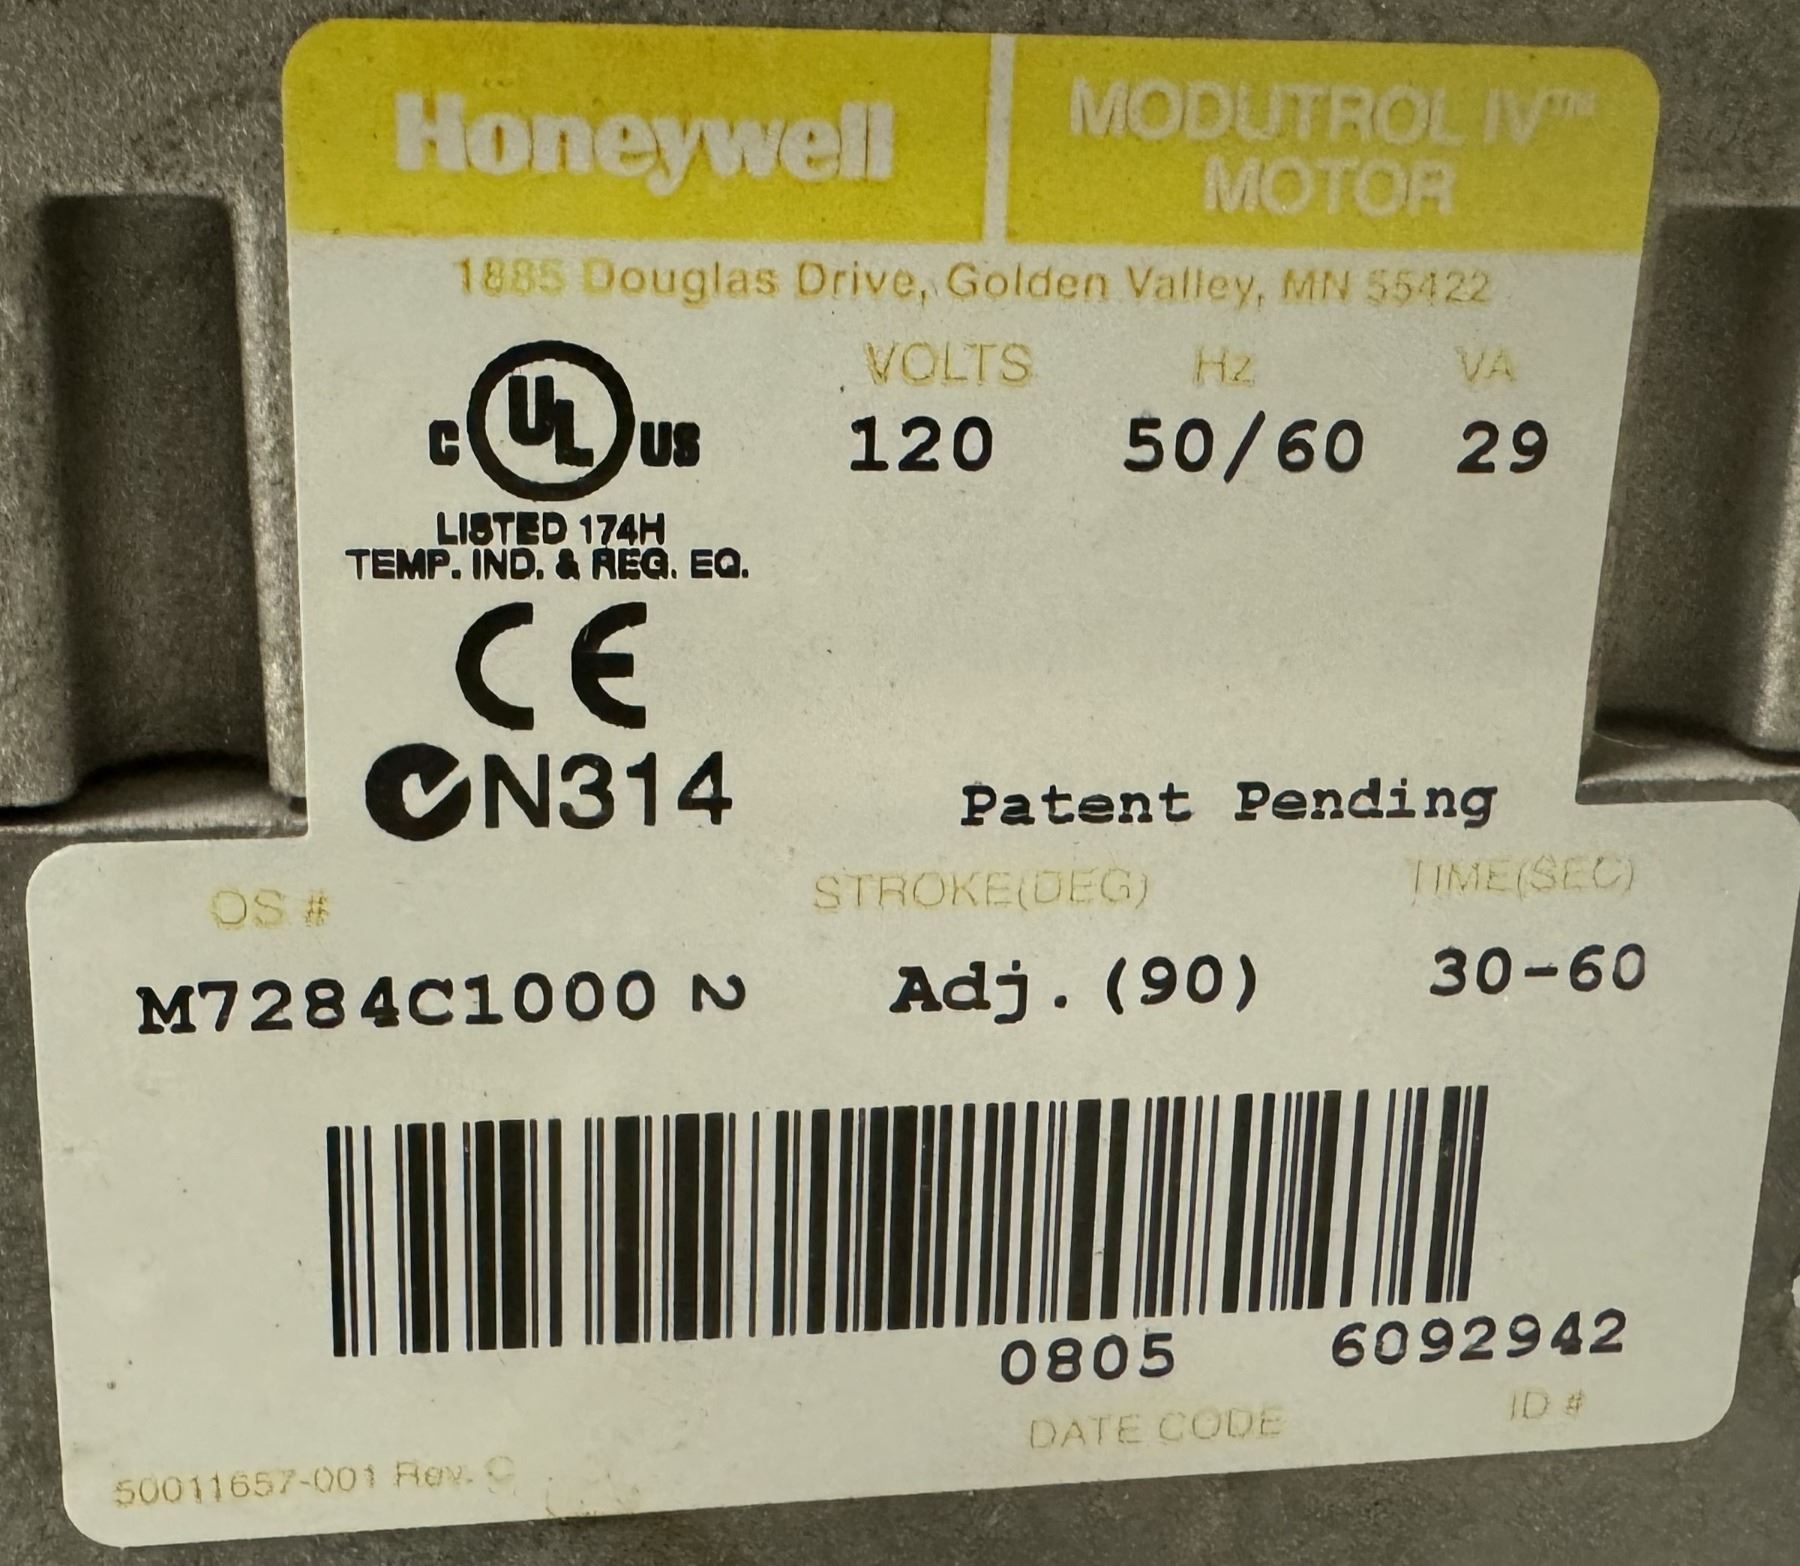 Honeywell
MODUTROL IV™
MOTOR
1885 Douglas Drive, Golden Valley, MN 55422
C UL US
LISTED 174H
TEMP. IND. & REG. EQ.
CE
N314
VOLTS Hz VA
120 50/60 29
Patent Pending
OS # STROKE(DEG) TIME(SEC)
M7284C1000 2 Adj.(90) 30-60
0805 6092942
DATE CODE ID #
50011657-001 Rev. C